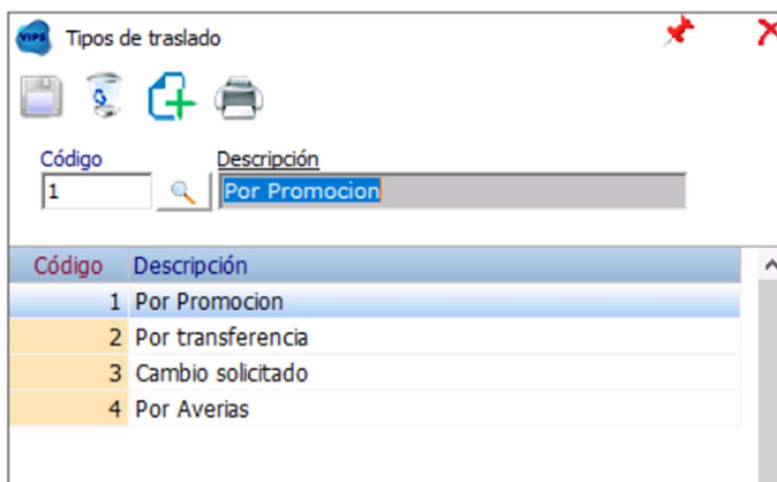 VIPS Tipos de traslado
Código Descripción
1 Por Promocion
Código Descripción
1 Por Promocion
2 Por transferencia
3 Cambio solicitado
4 Por Averias